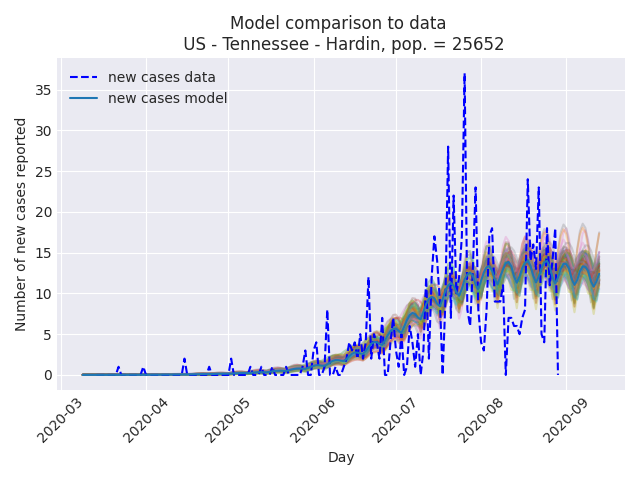 Model comparison to data
US - Tennessee - Hardin, pop. = 25652
new cases data
new cases model
Number of new cases reported
35
30
25
20
15
10
5
0
2020-03
2020-04
2020-05
2020-06
2020-07
2020-08
2020-09
Day